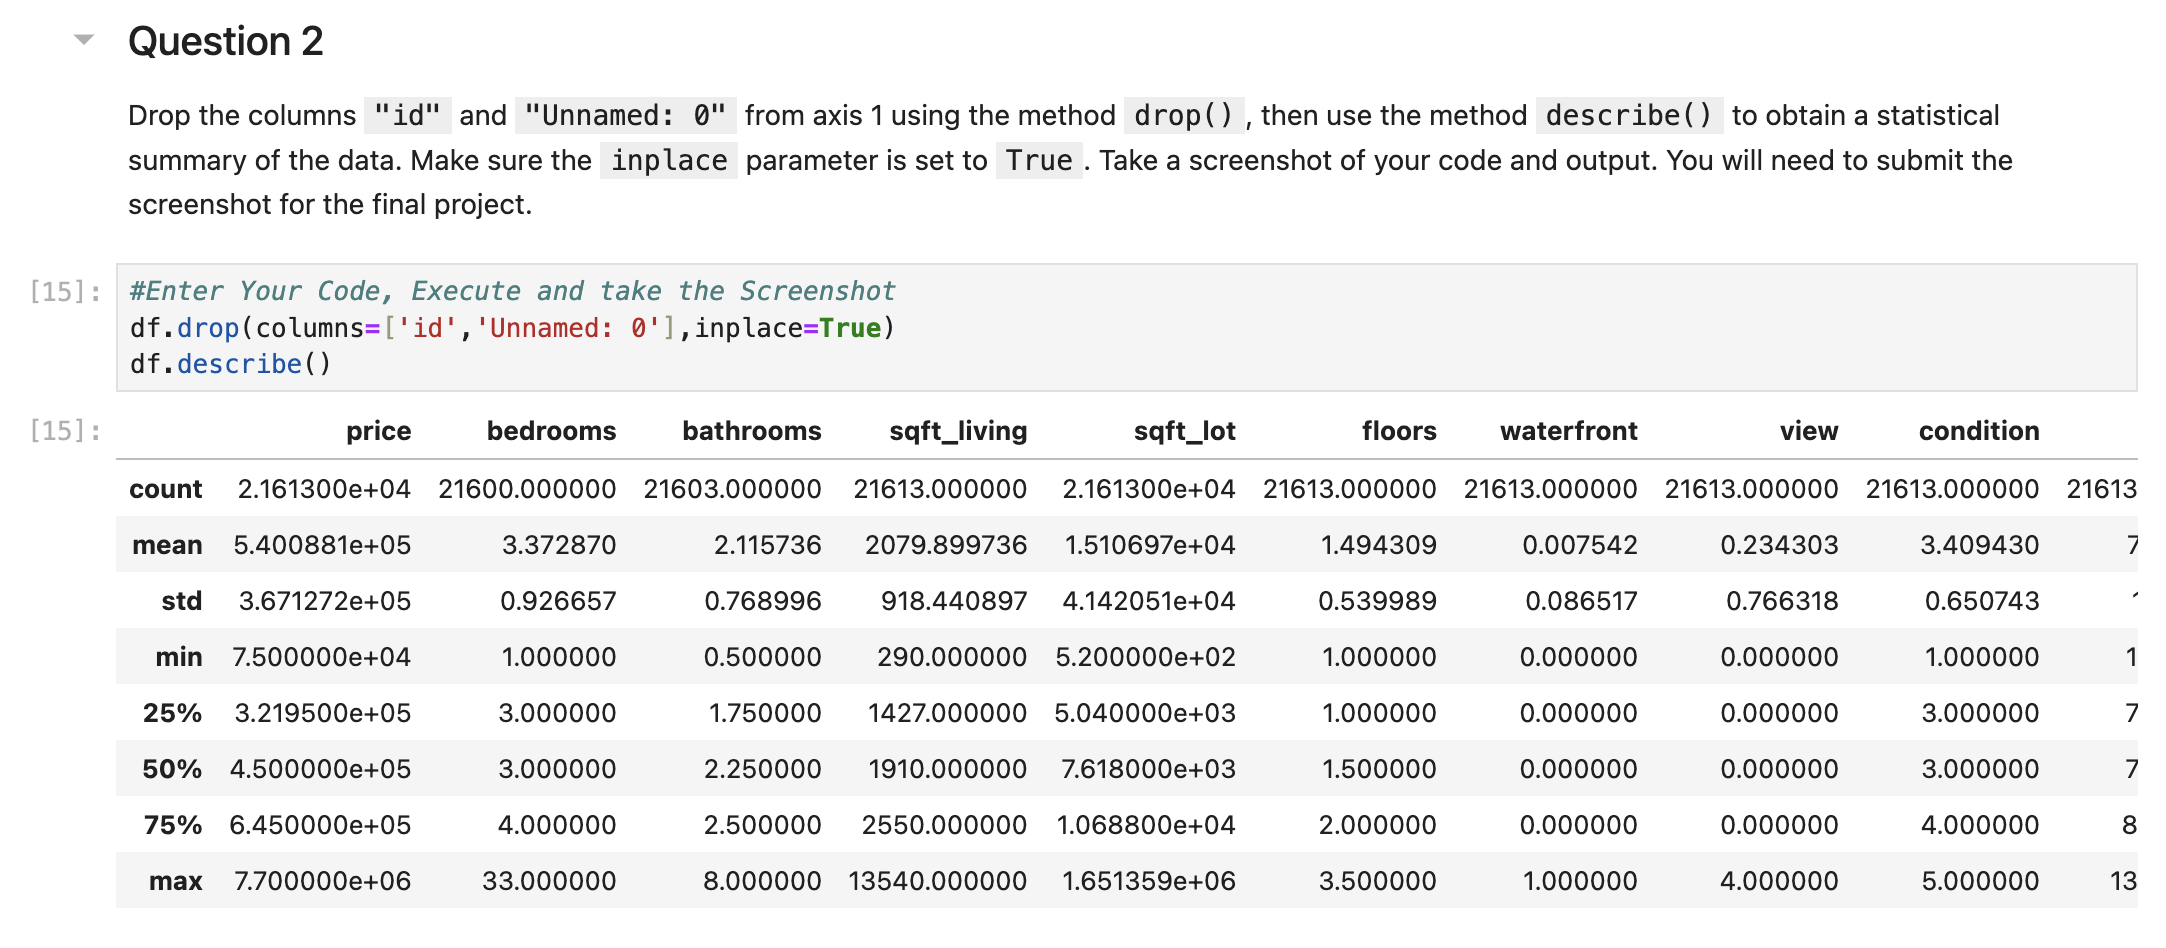 Question 2
Drop the columns "id" and "Unnamed: 0" from axis 1 using the method drop(), then use the method describe() to obtain a statistical
summary of the data. Make sure the inplace parameter is set to True. Take a screenshot of your code and output. You will need to submit the
screenshot for the final project.
[15]: #Enter Your Code, Execute and take the Screenshot
df.drop(columns=['id','Unnamed: 0'],inplace=True)
df.describe()
[15]: price bedrooms bathrooms sqft_living sqft_lot floors waterfront view condition
count 2.161300e+04 21600.000000 21603.000000 21613.000000 2.161300e+04 21613.000000 21613.000000 21613.000000 21613.000000 21613
mean 5.400881e+05 3.372870 2.115736 2079.899736 1.510697e+04 1.494309 0.007542 0.234303 3.409430 7
std 3.671272e+05 0.926657 0.768996 918.440897 4.142051e+04 0.539989 0.086517 0.766318 0.650743
min 7.500000e+04 1.000000 0.500000 290.000000 5.200000e+02 1.000000 0.000000 0.000000 1.000000 1
25% 3.219500e+05 3.000000 1.750000 1427.000000 5.040000e+03 1.000000 0.000000 0.000000 3.000000 7
50% 4.500000e+05 3.000000 2.250000 1910.000000 7.618000e+03 1.500000 0.000000 0.000000 3.000000 7
75% 6.450000e+05 4.000000 2.500000 2550.000000 1.068800e+04 2.000000 0.000000 0.000000 4.000000 8
max 7.700000e+06 33.000000 8.000000 13540.000000 1.651359e+06 3.500000 1.000000 4.000000 5.000000 13